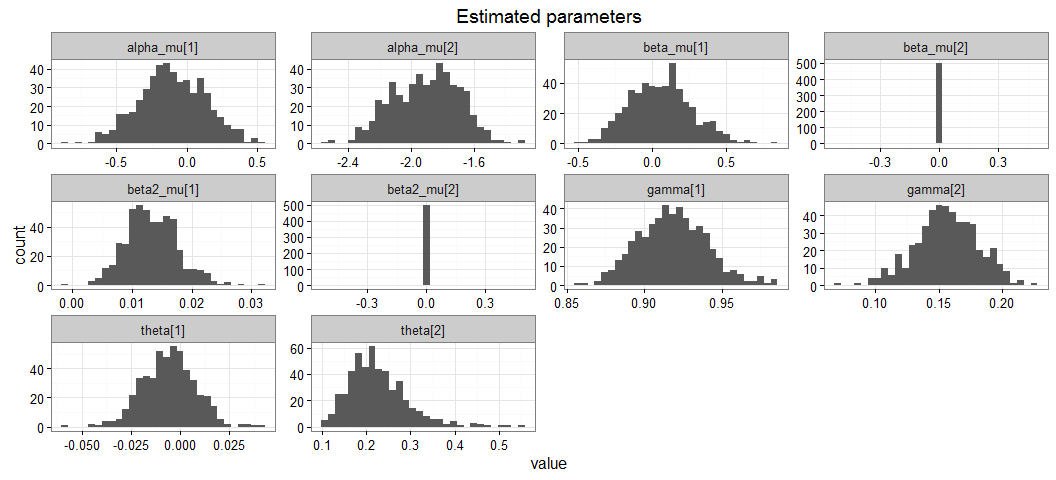 Estimated parameters
alpha_mu[1] alpha_mu[2] beta_mu[1] beta_mu[2]
40 40 40 500
30 30 20 400
20 20 0 300
10 10 200
0 0 100
0
-0.5 0.0 0.5 -2.4 -2.0 -1.6 -0.5 0.0 0.5 -0.3 0.0 0.3
beta2_mu[1] beta2_mu[2] gamma[1] gamma[2]
40 500 40 40
20 400 30 30
0 300 20 20
200 10 10
100 0 0
0
0.00 0.01 0.02 0.03 -0.3 0.0 0.3 0.85 0.90 0.95 0.10 0.15 0.20
theta[1] theta[2]
40 60
20 40
0 20
0
-0.050 -0.025 0.000 0.025 0.1 0.2 0.3 0.4 0.5
count
value